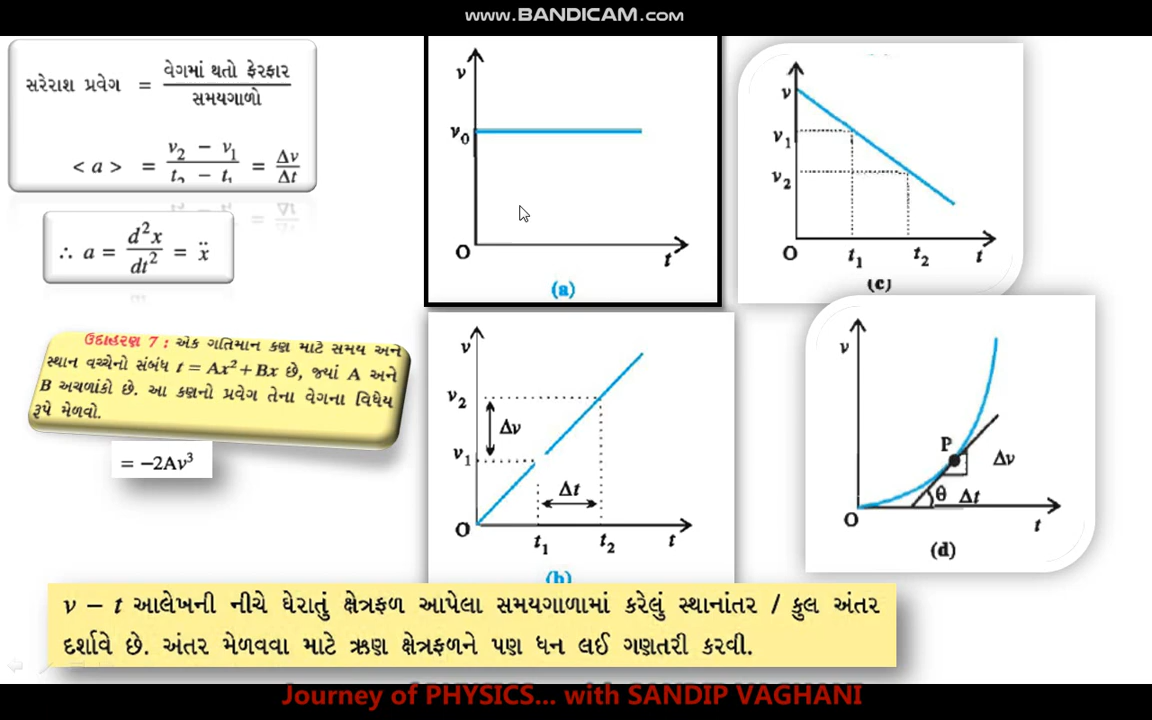 www.BANDICAM.com
સરેરાશ પ્રવેગ = વેગમાં થતો ફેરફાર / સમયગાળો
< a > = v₂ − v₁ / t₂ − t₁ = Δv / Δt
∴ a = d²x / dt² = ẍ
ઉદાહરણ 7 : એક ગતિમાન કણ માટે સમય અને
સ્થાન વચ્ચેનો સંબંધ t = Ax² + Bx છે, જ્યાં A અને
B અચળાંકો છે. આ કણનો પ્રવેગ તેના વેગના વિધેય
રૂપે મેળવો.
= −2Av³
v
v₀
O
t
(a)
v
v₂
Δv
v₁
Δt
O
t₁
t₂
t
(b)
v
v₁
v₂
O
t₁
t₂
t
(c)
v
P
Δv
θ
Δt
O
t
(d)
v − t આલેખની નીચે ઘેરાતું ક્ષેત્રફળ આપેલા સમયગાળામાં કરેલું સ્થાનાંતર / કુલ અંતર
દર્શાવે છે. અંતર મેળવવા માટે ઋણ ક્ષેત્રફળને પણ ધન લઈ ગણતરી કરવી.
Journey of PHYSICS... with SANDIP VAGHANI